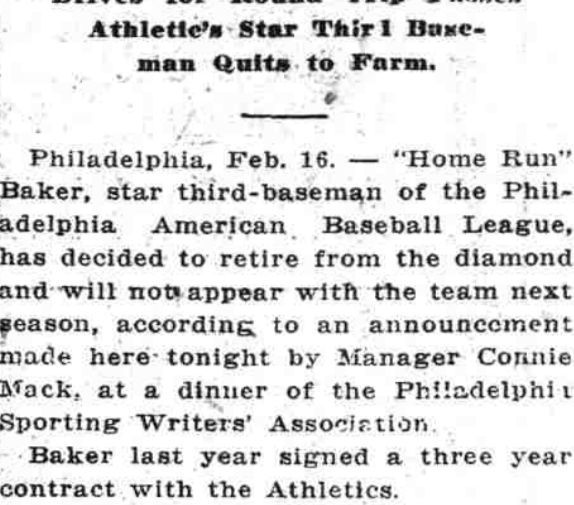 Athletic's Star Thir1 Base-
man Quits to Farm.
Philadelphia, Feb. 16. — "Home Run"
Baker, star third-baseman of the Phil-
adelphia American Baseball League,
has decided to retire from the diamond
and will not appear with the team next
season, according to an announcement
made here tonight by Manager Connie
Mack, at a dinner of the Philadelphi
Sporting Writers' Association.
Baker last year signed a three year
contract with the Athletics.